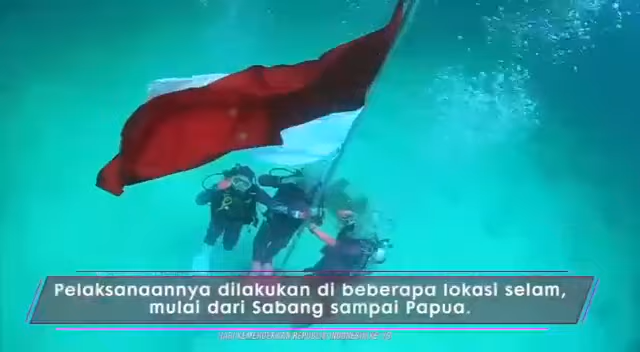 Pelaksanaannya dilakukan di beberapa lokasi selam,
mulai dari Sabang sampai Papua.